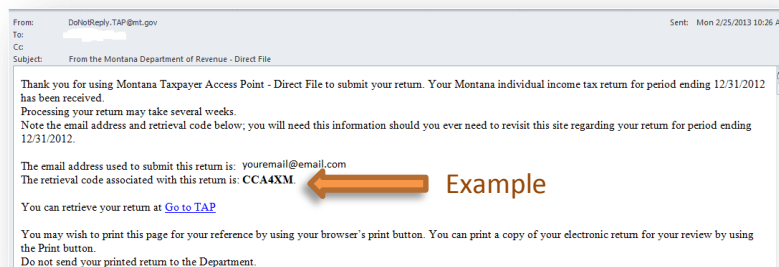 From: DoNotReply.TAP@mt.gov Sent: Mon 2/25/2013 10:26 A
To:
Cc:
Subject: From the Montana Department of Revenue - Direct File
Thank you for using Montana Taxpayer Access Point - Direct File to submit your return. Your Montana individual income tax return for period ending 12/31/2012
has been received.
Processing your return may take several weeks.
Note the email address and retrieval code below; you will need this information should you ever need to revisit this site regarding your return for period ending
12/31/2012.
The email address used to submit this return is: youremail@email.com
The retrieval code associated with this return is: CCA4XM.
Example
You can retrieve your return at Go to TAP
You may wish to print this page for your reference by using your browser's print button. You can print a copy of your electronic return for your review by using
the Print button.
Do not send your printed return to the Department.